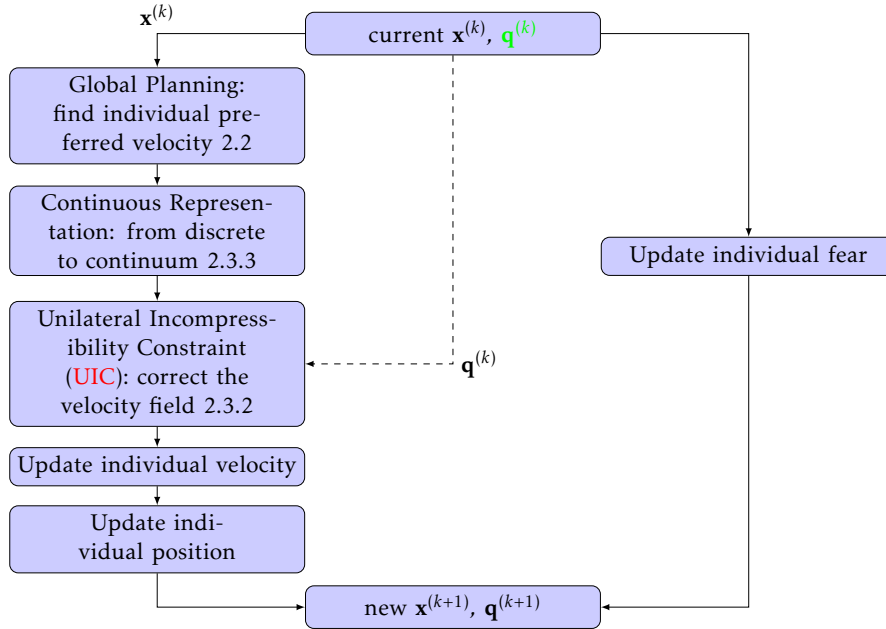 x^(k)
current x^(k), q^(k)
Global Planning:
find individual pre-
ferred velocity 2.2
Continuous Represen-
tation: from discrete
to continuum 2.3.3
Update individual fear
Unilateral Incompress-
ibility Constraint
(UIC): correct the
velocity field 2.3.2
q^(k)
Update individual velocity
Update indi-
vidual position
new x^(k+1), q^(k+1)